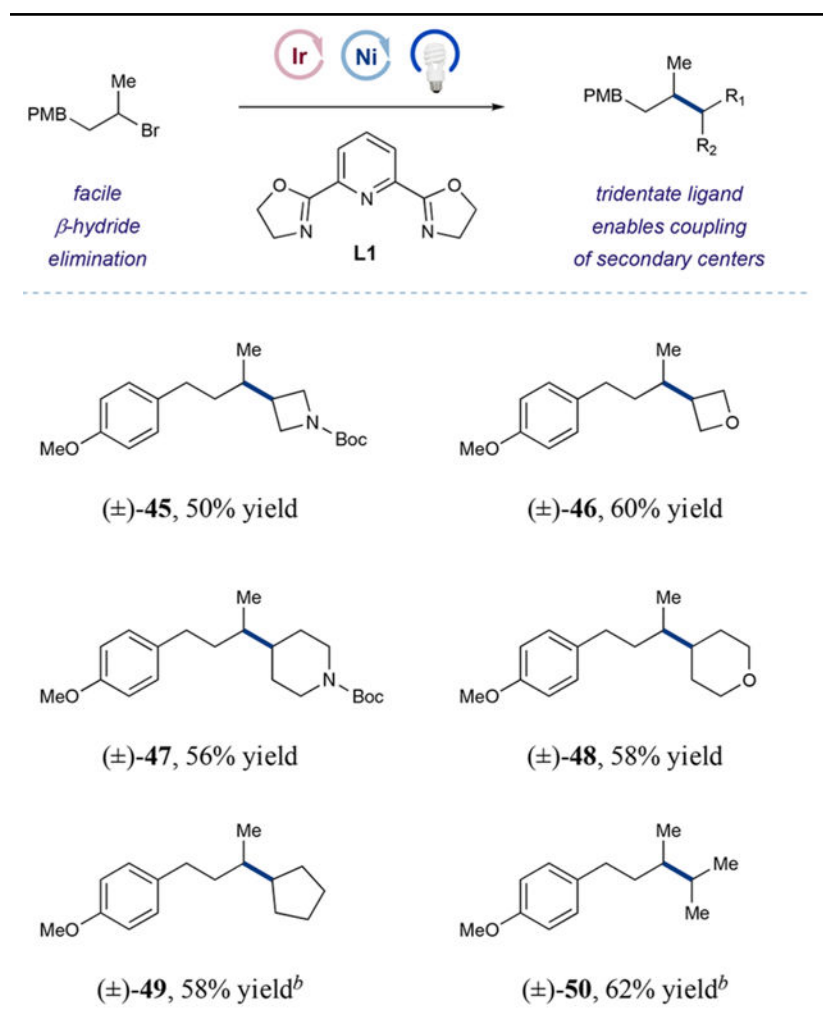 Ir Ni
Me
PMB Br
facile
β-hydride
elimination
O N O
N N
L1
Me
PMB R1
R2
tridentate ligand
enables coupling
of secondary centers
Me
MeO N Boc
(±)-45, 50% yield
Me
MeO O
(±)-46, 60% yield
Me
MeO N Boc
(±)-47, 56% yield
Me
MeO O
(±)-48, 58% yield
Me
MeO
(±)-49, 58% yieldb
Me
Me
MeO Me
(±)-50, 62% yieldb